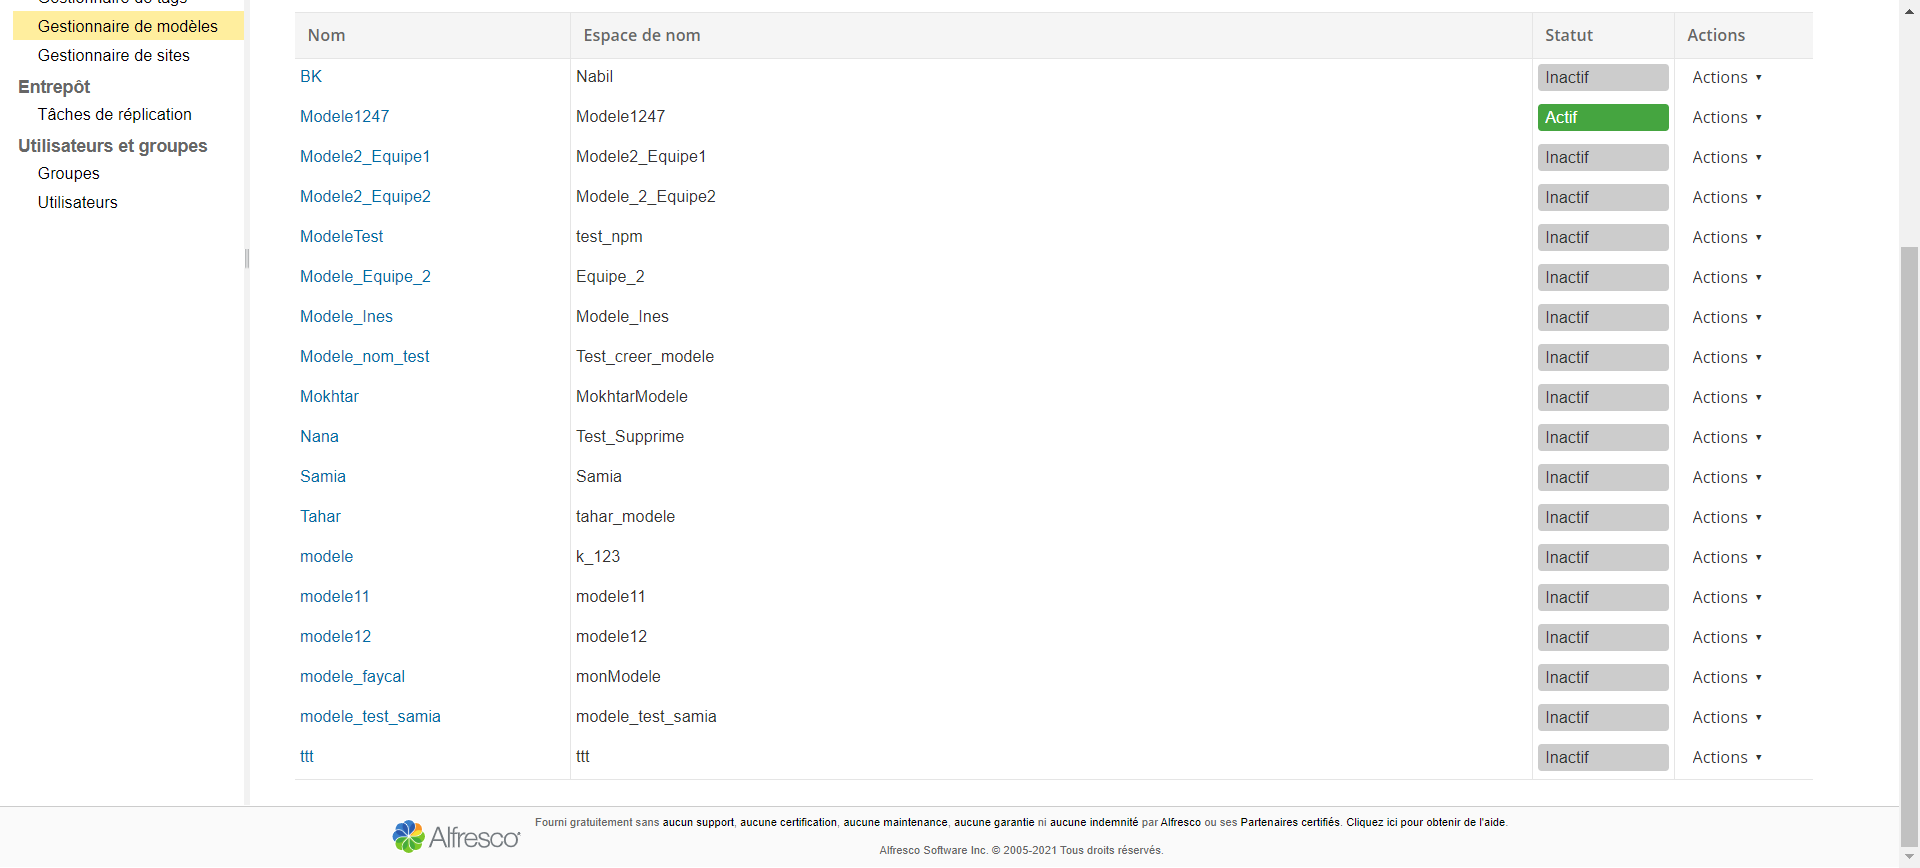 Gestionnaire de tags
Gestionnaire de modèles
Gestionnaire de sites
Entrepôt
Tâches de réplication
Utilisateurs et groupes
Groupes
Utilisateurs
Nom Espace de nom Statut Actions
BK Nabil Inactif Actions
Modele1247 Modele1247 Actif Actions
Modele2_Equipe1 Modele2_Equipe1 Inactif Actions
Modele2_Equipe2 Modele_2_Equipe2 Inactif Actions
ModeleTest test_npm Inactif Actions
Modele_Equipe_2 Equipe_2 Inactif Actions
Modele_Ines Modele_Ines Inactif Actions
Modele_nom_test Test_creer_modele Inactif Actions
Mokhtar MokhtarModele Inactif Actions
Nana Test_Supprime Inactif Actions
Samia Samia Inactif Actions
Tahar tahar_modele Inactif Actions
modele k_123 Inactif Actions
modele11 modele11 Inactif Actions
modele12 modele12 Inactif Actions
modele_faycal monModele Inactif Actions
modele_test_samia modele_test_samia Inactif Actions
ttt ttt Inactif Actions
Alfresco
Fourni gratuitement sans aucun support, aucune certification, aucune maintenance, aucune garantie ni aucune indemnité par Alfresco ou ses Partenaires certifiés. Cliquez ici pour obtenir de l'aide.
Alfresco Software Inc. © 2005-2021 Tous droits réservés.